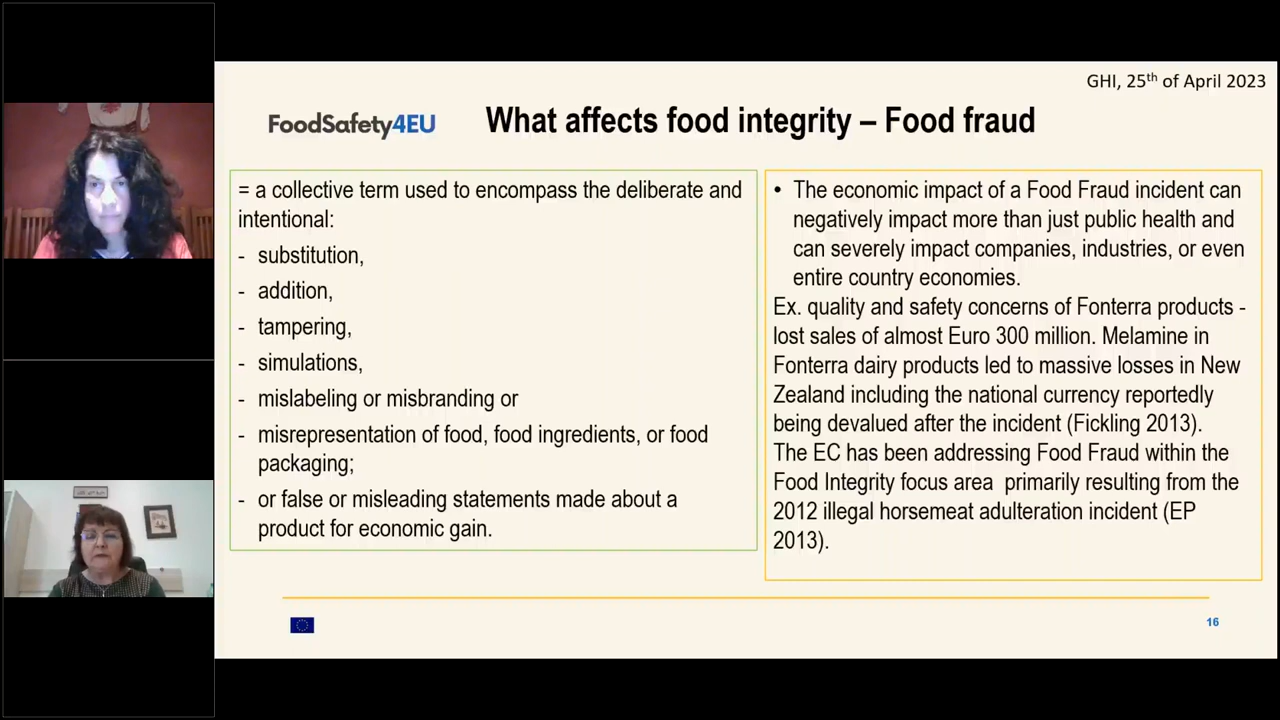 GHI, 25th of April 2023
FoodSafety4EU
What affects food integrity – Food fraud
= a collective term used to encompass the deliberate and
intentional:
- substitution,
- addition,
- tampering,
- simulations,
- mislabeling or misbranding or
- misrepresentation of food, food ingredients, or food
packaging;
- or false or misleading statements made about a
product for economic gain.
• The economic impact of a Food Fraud incident can
negatively impact more than just public health and
can severely impact companies, industries, or even
entire country economies.
Ex. quality and safety concerns of Fonterra products -
lost sales of almost Euro 300 million. Melamine in
Fonterra dairy products led to massive losses in New
Zealand including the national currency reportedly
being devalued after the incident (Fickling 2013).
The EC has been addressing Food Fraud within the
Food Integrity focus area primarily resulting from the
2012 illegal horsemeat adulteration incident (EP
2013).
16